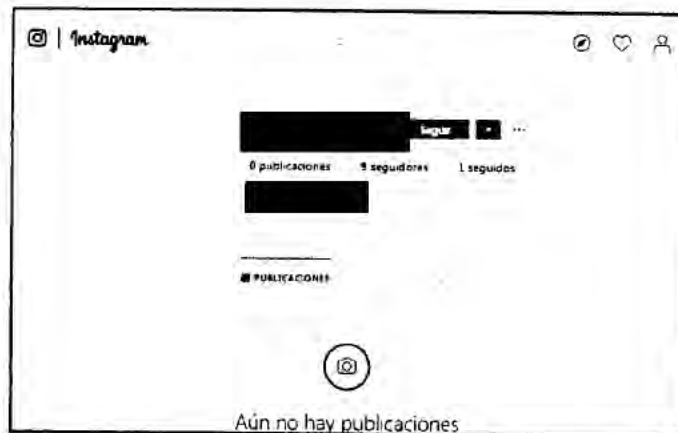 Instagram
Seguir
0 publicaciones 9 seguidores 1 seguidos
PUBLICACIONES
Aún no hay publicaciones